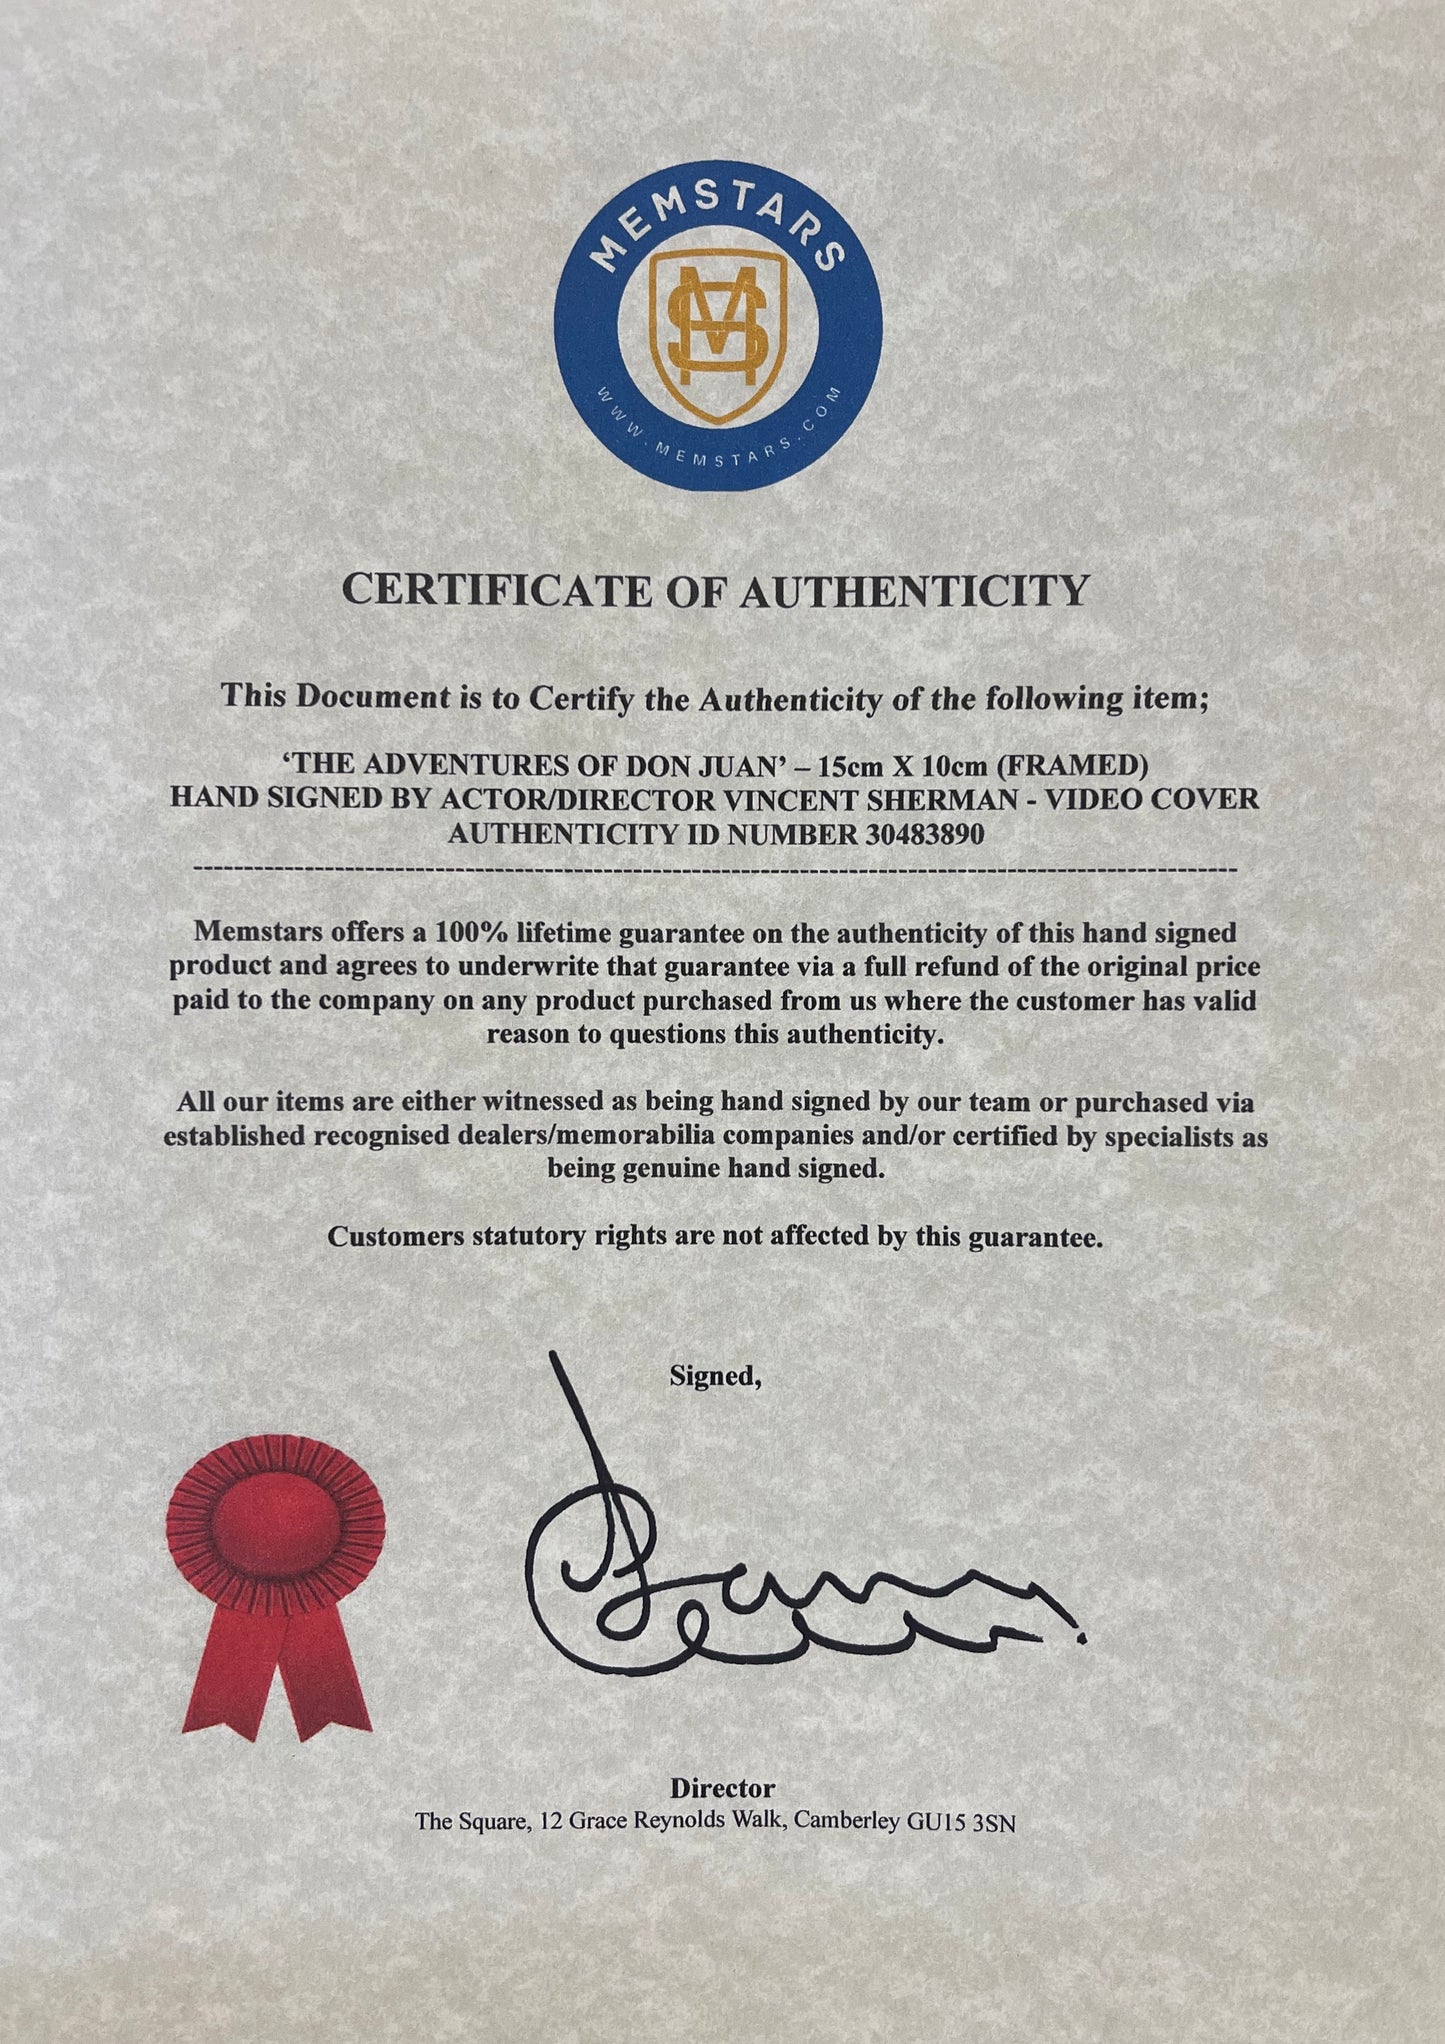 MEMSTARS
WWW.MEMSTARS.COM
CERTIFICATE OF AUTHENTICITY
This Document is to Certify the Authenticity of the following item;
‘THE ADVENTURES OF DON JUAN’ – 15cm X 10cm (FRAMED)
HAND SIGNED BY ACTOR/DIRECTOR VINCENT SHERMAN - VIDEO COVER
AUTHENTICITY ID NUMBER 30483890
Memstars offers a 100% lifetime guarantee on the authenticity of this hand signed
product and agrees to underwrite that guarantee via a full refund of the original price
paid to the company on any product purchased from us where the customer has valid
reason to questions this authenticity.
All our items are either witnessed as being hand signed by our team or purchased via
established recognised dealers/memorabilia companies and/or certified by specialists as
being genuine hand signed.
Customers statutory rights are not affected by this guarantee.
Signed,
Director
The Square, 12 Grace Reynolds Walk, Camberley GU15 3SN